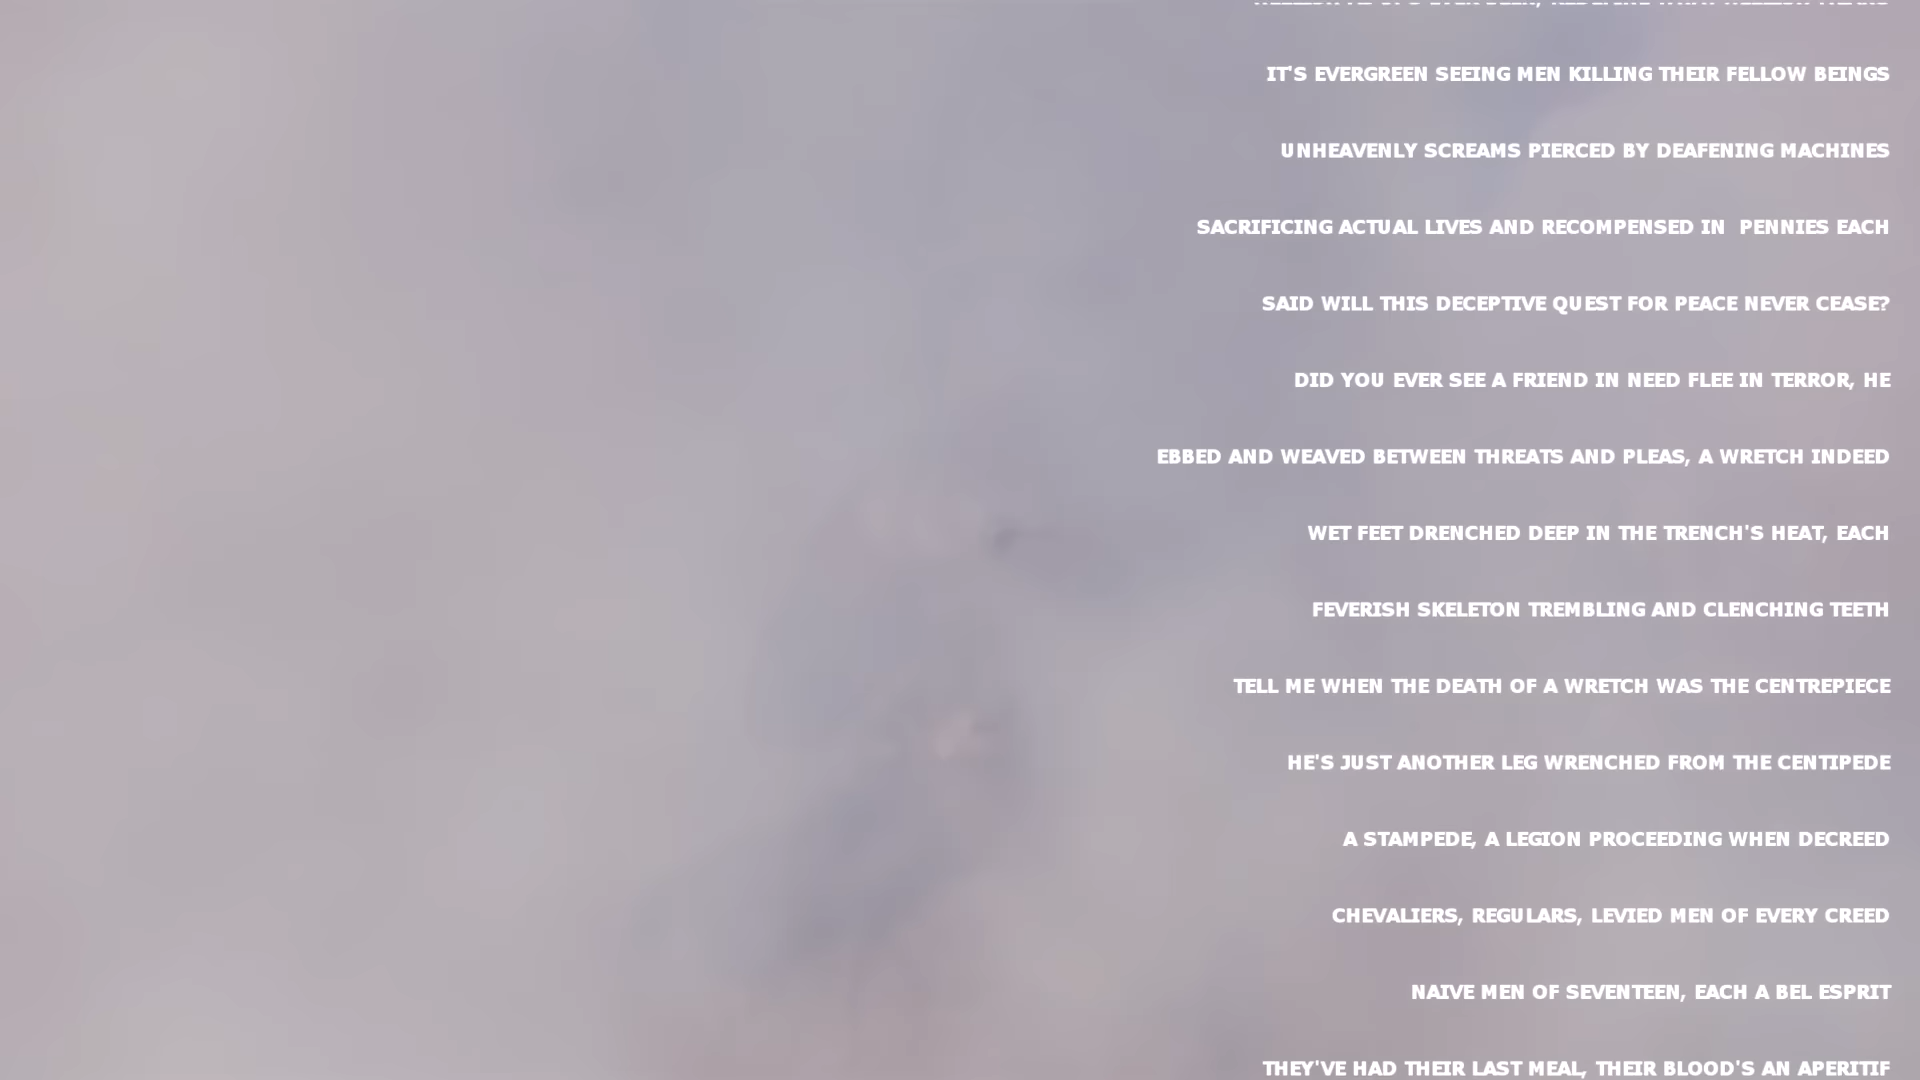 IT'S EVERGREEN SEEING MEN KILLING THEIR FELLOW BEINGS
UNHEAVENLY SCREAMS PIERCED BY DEAFENING MACHINES
SACRIFICING ACTUAL LIVES AND RECOMPENSED IN  PENNIES EACH
SAID WILL THIS DECEPTIVE QUEST FOR PEACE NEVER CEASE?
DID YOU EVER SEE A FRIEND IN NEED FLEE IN TERROR, HE
EBBED AND WEAVED BETWEEN THREATS AND PLEAS, A WRETCH INDEED
WET FEET DRENCHED DEEP IN THE TRENCH'S HEAT, EACH
FEVERISH SKELETON TREMBLING AND CLENCHING TEETH
TELL ME WHEN THE DEATH OF A WRETCH WAS THE CENTREPIECE
HE'S JUST ANOTHER LEG WRENCHED FROM THE CENTIPEDE
A STAMPEDE, A LEGION PROCEEDING WHEN DECREED
CHEVALIERS, REGULARS, LEVIED MEN OF EVERY CREED
NAIVE MEN OF SEVENTEEN, EACH A BEL ESPRIT
THEY'VE HAD THEIR LAST MEAL, THEIR BLOOD'S AN APERITIF